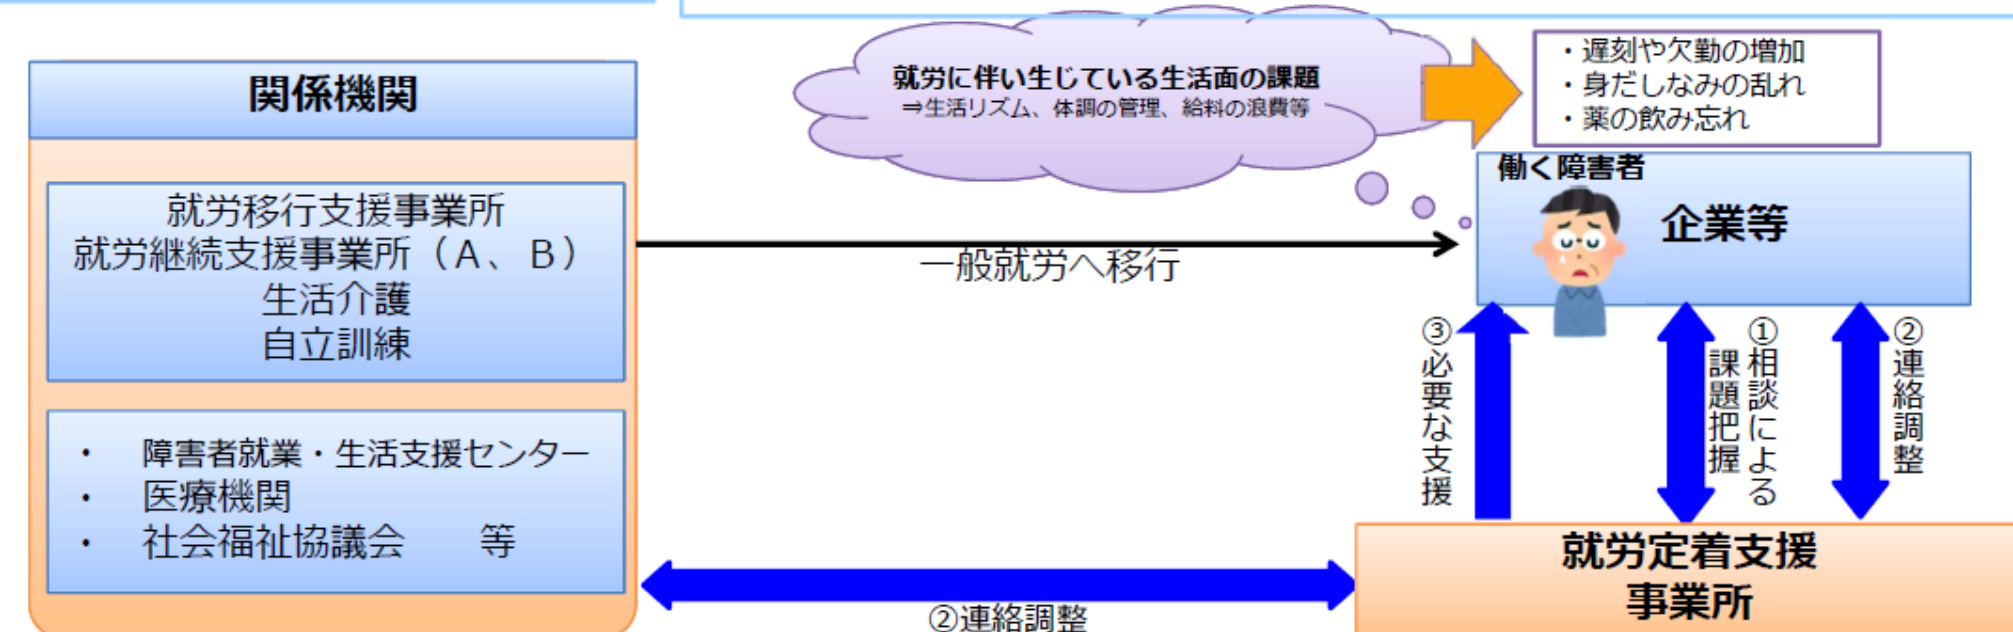 関係機関
就労移行支援事業所
就労継続支援事業所（Ａ、Ｂ）
生活介護
自立訓練
・　障害者就業・生活支援センター
・　医療機関
・　社会福祉協議会　　等
就労に伴い生じている生活面の課題
⇒生活リズム、体調の管理、給料の浪費等
・遅刻や欠勤の増加
・身だしなみの乱れ
・薬の飲み忘れ
働く障害者
企業等
一般就労へ移行
③必要な支援
①相談による
課題把握
②連絡調整
②連絡調整
就労定着支援
事業所